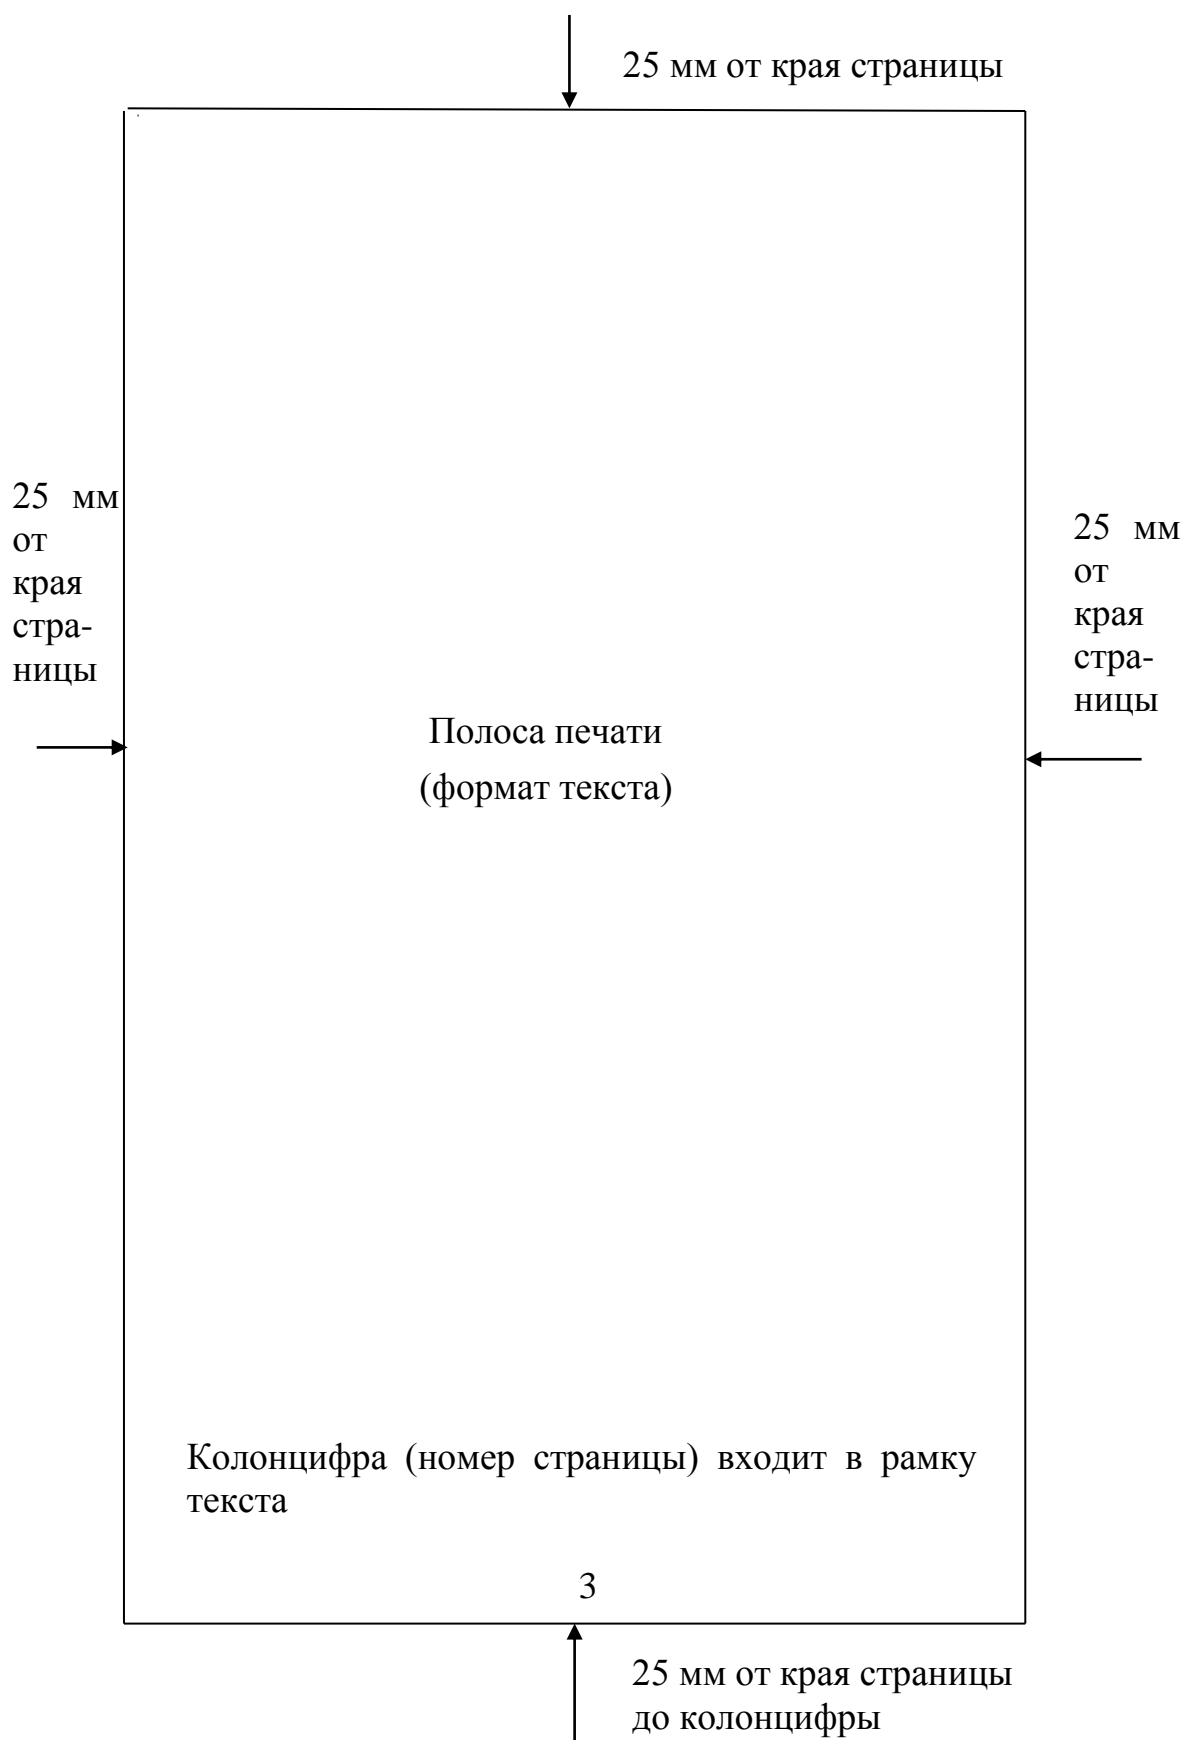 25 мм от края страницы
25 мм
от
края
стра-
ницы
25 мм
от
края
стра-
ницы
Полоса печати
(формат текста)
Колонцифра (номер страницы) входит в рамку
текста
3
25 мм от края страницы
до колонцифры